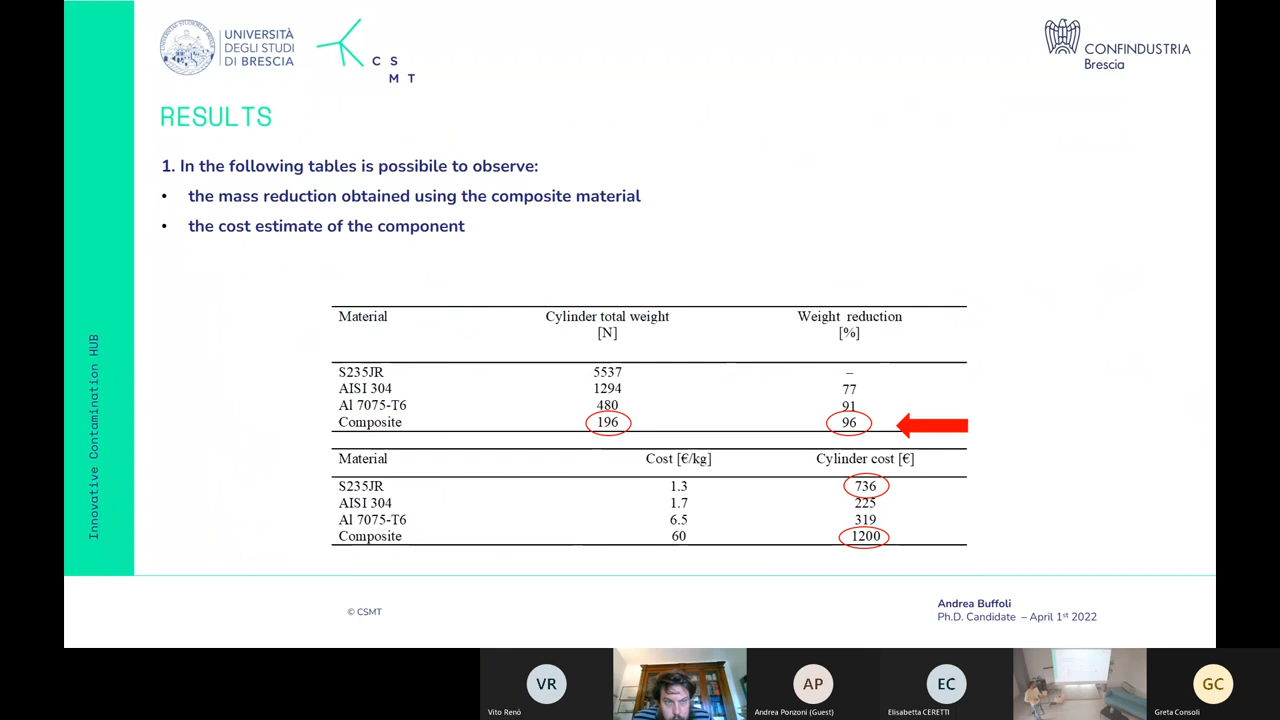 UNIVERSITÀ
DEGLI STUDI
DI BRESCIA
C S
M T
CONFINDUSTRIA
Brescia
RESULTS
1. In the following tables is possibile to observe:
• the mass reduction obtained using the composite material
• the cost estimate of the component
Material Cylinder total weight Weight reduction
[N] [%]
S235JR 5537 –
AISI 304 1294 77
Al 7075-T6 480 91
Composite 196 96
Material Cost [€/kg] Cylinder cost [€]
S235JR 1.3 736
AISI 304 1.7 225
Al 7075-T6 6.5 319
Composite 60 1200
Innovative Contamination HUB
© CSMT
Andrea Buffoli
Ph.D. Candidate – April 1st 2022
VR
AP
EC
GC
Vito Renò
Andrea Ponzoni (Guest)
Elisabetta CERETTI
Greta Consoli